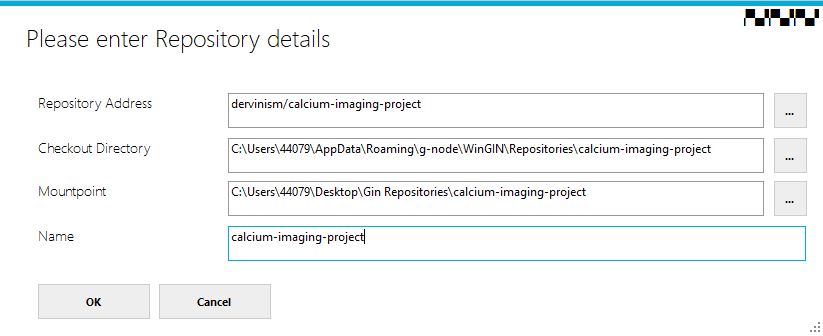 Please enter Repository details
Repository Address
dervinism/calcium-imaging-project
...
Checkout Directory
C:\Users\44079\AppData\Roaming\g-node\WinGIN\Repositories\calcium-imaging-project
...
Mountpoint
C:\Users\44079\Desktop\Gin Repositories\calcium-imaging-project
...
Name
calcium-imaging-project
OK
Cancel